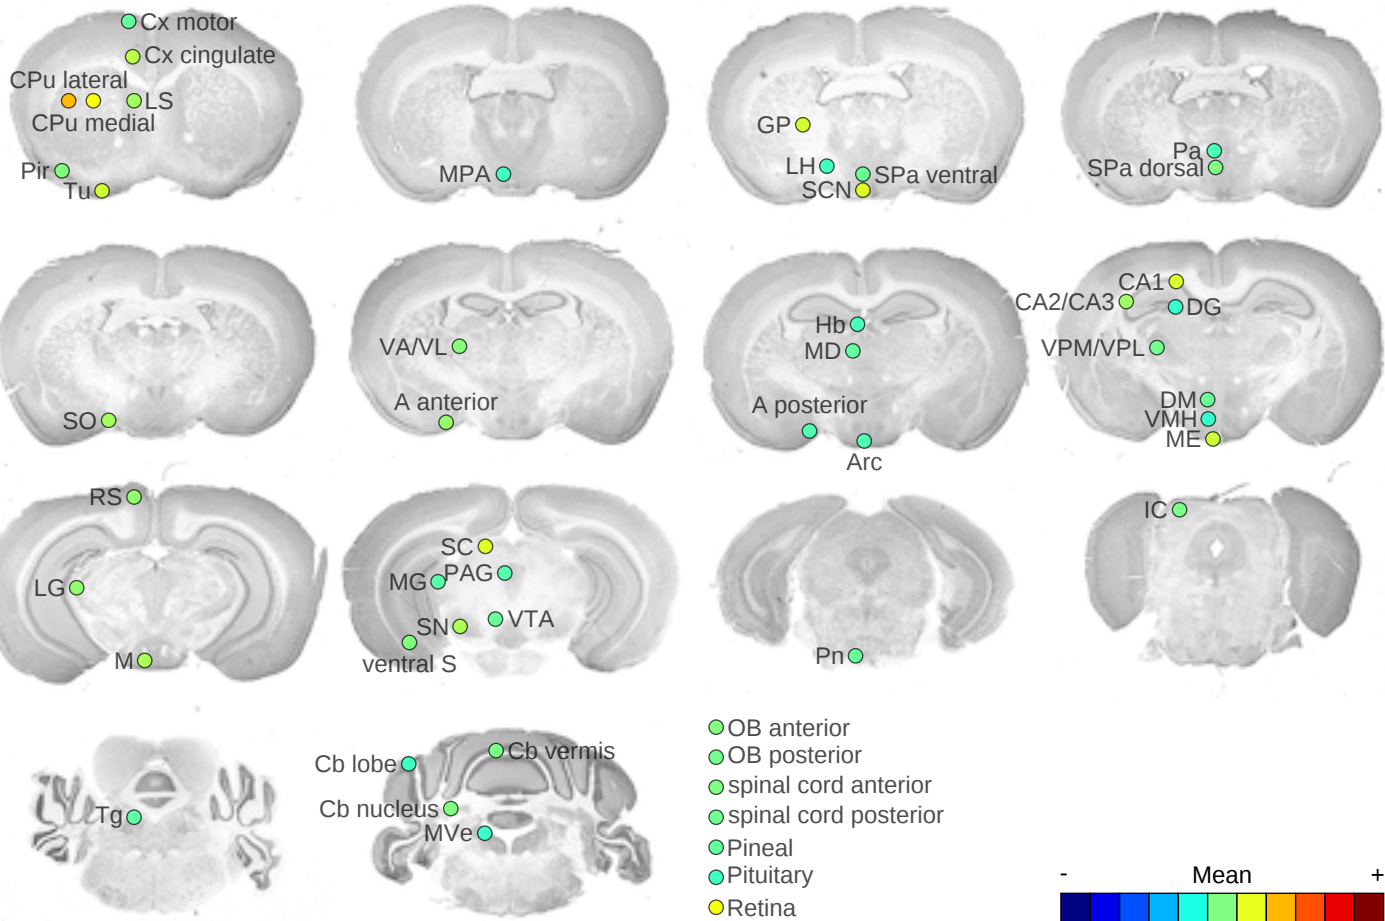 Cx motor
Cx cingulate
CPu lateral
LS
CPu medial
Pir
Tu
MPA
GP
LH
SPa ventral
SCN
Pa
SPa dorsal
SO
VA/VL
A anterior
Hb
MD
A posterior
Arc
CA1
CA2/CA3
DG
VPM/VPL
DM
VMH
ME
RS
LG
M
SC
MG
PAG
SN
VTA
ventral S
Pn
IC
Tg
Cb lobe
Cb vermis
Cb nucleus
MVe
OB anterior
OB posterior
spinal cord anterior
spinal cord posterior
Pineal
Pituitary
Retina
- Mean +